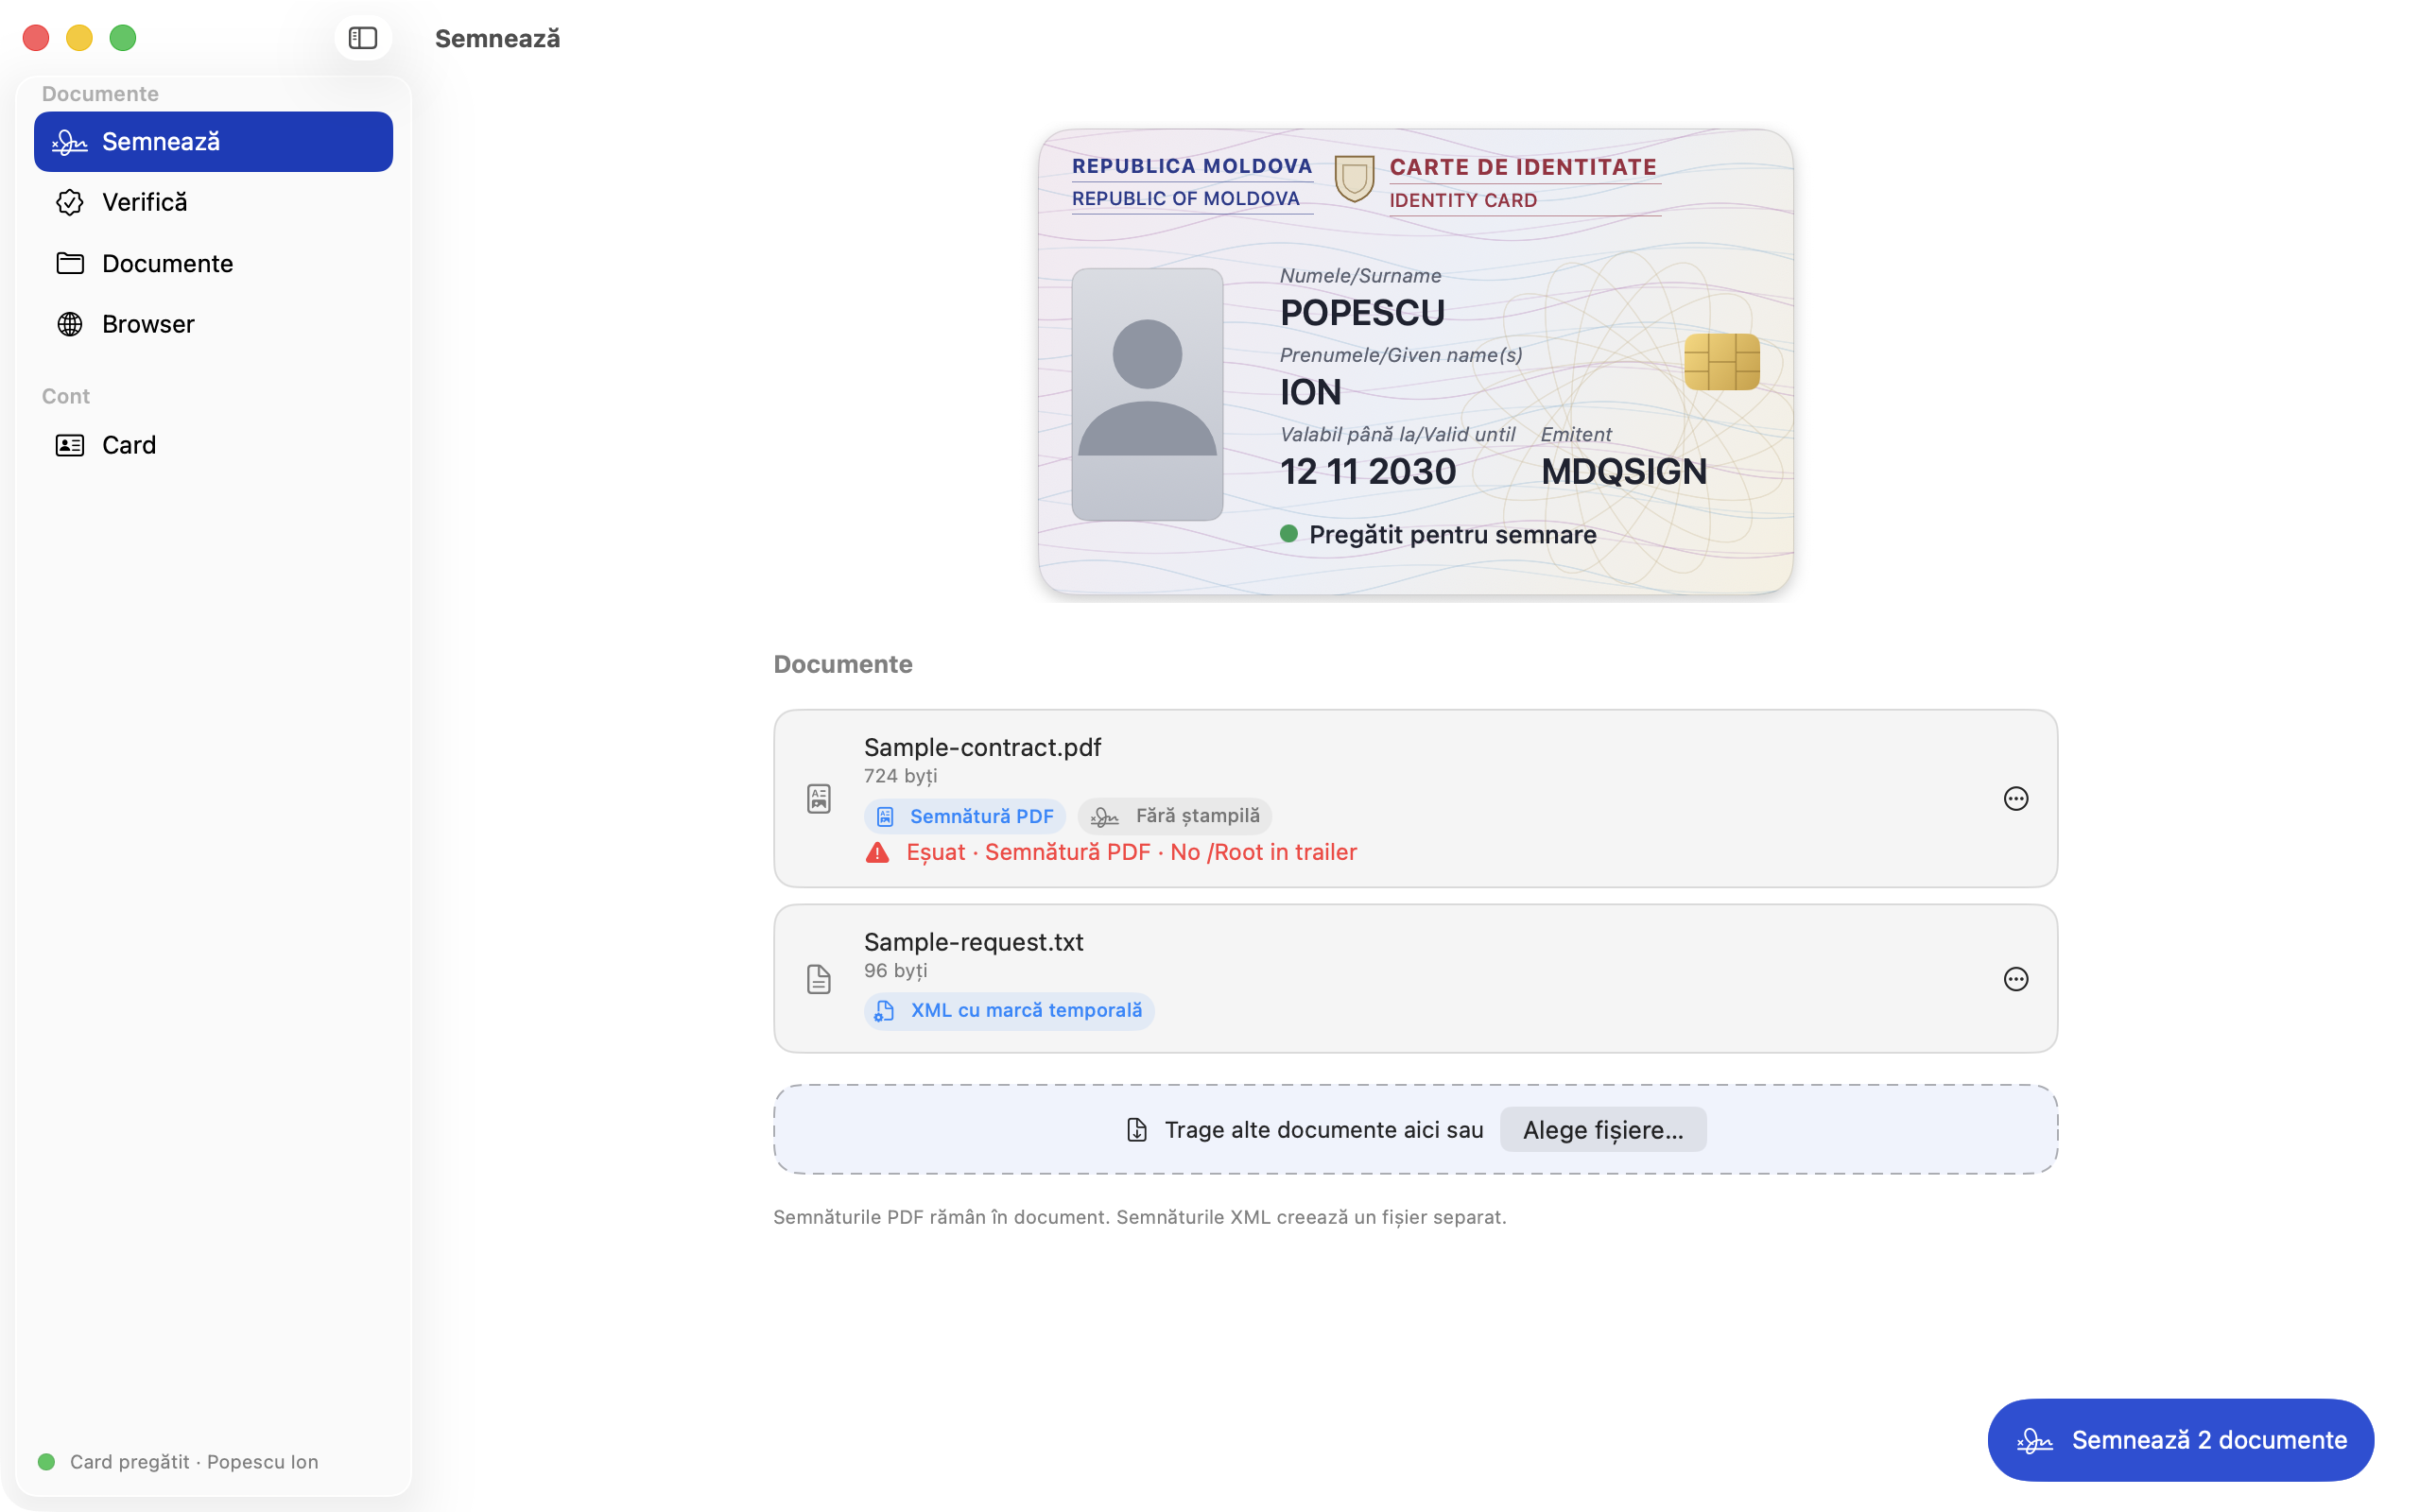 Semnează
Documente
Semnează
Verifică
Documente
Browser
Cont
Card
Card pregătit · Popescu Ion
REPUBLICA MOLDOVA
REPUBLIC OF MOLDOVA
CARTE DE IDENTITATE
IDENTITY CARD
Numele/Surname
POPESCU
Prenumele/Given name(s)
ION
Valabil până la/Valid until Emitent
12 11 2030 MDQSIGN
Pregătit pentru semnare
Documente
Sample-contract.pdf
724 byți
Semnătură PDF Fără ștampilă
Eșuat · Semnătură PDF · No /Root in trailer
Sample-request.txt
96 byți
XML cu marcă temporală
Trage alte documente aici sau Alege fișiere...
Semnăturile PDF rămân în document. Semnăturile XML creează un fișier separat.
Semnează 2 documente